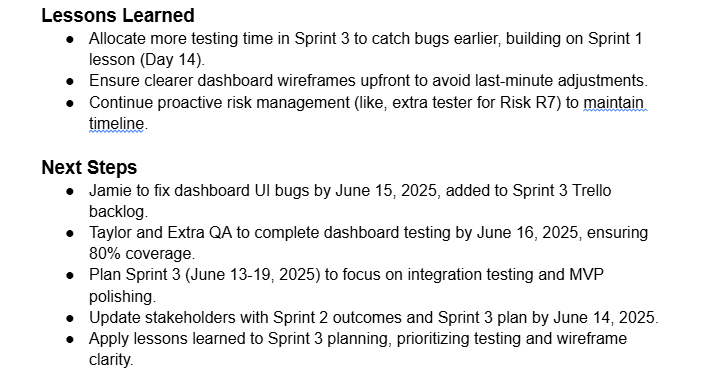 Lessons Learned
● Allocate more testing time in Sprint 3 to catch bugs earlier, building on Sprint 1
lesson (Day 14).
● Ensure clearer dashboard wireframes upfront to avoid last-minute adjustments.
● Continue proactive risk management (like, extra tester for Risk R7) to maintain
timeline.
Next Steps
● Jamie to fix dashboard UI bugs by June 15, 2025, added to Sprint 3 Trello
backlog.
● Taylor and Extra QA to complete dashboard testing by June 16, 2025, ensuring
80% coverage.
● Plan Sprint 3 (June 13-19, 2025) to focus on integration testing and MVP
polishing.
● Update stakeholders with Sprint 2 outcomes and Sprint 3 plan by June 14, 2025.
● Apply lessons learned to Sprint 3 planning, prioritizing testing and wireframe
clarity.